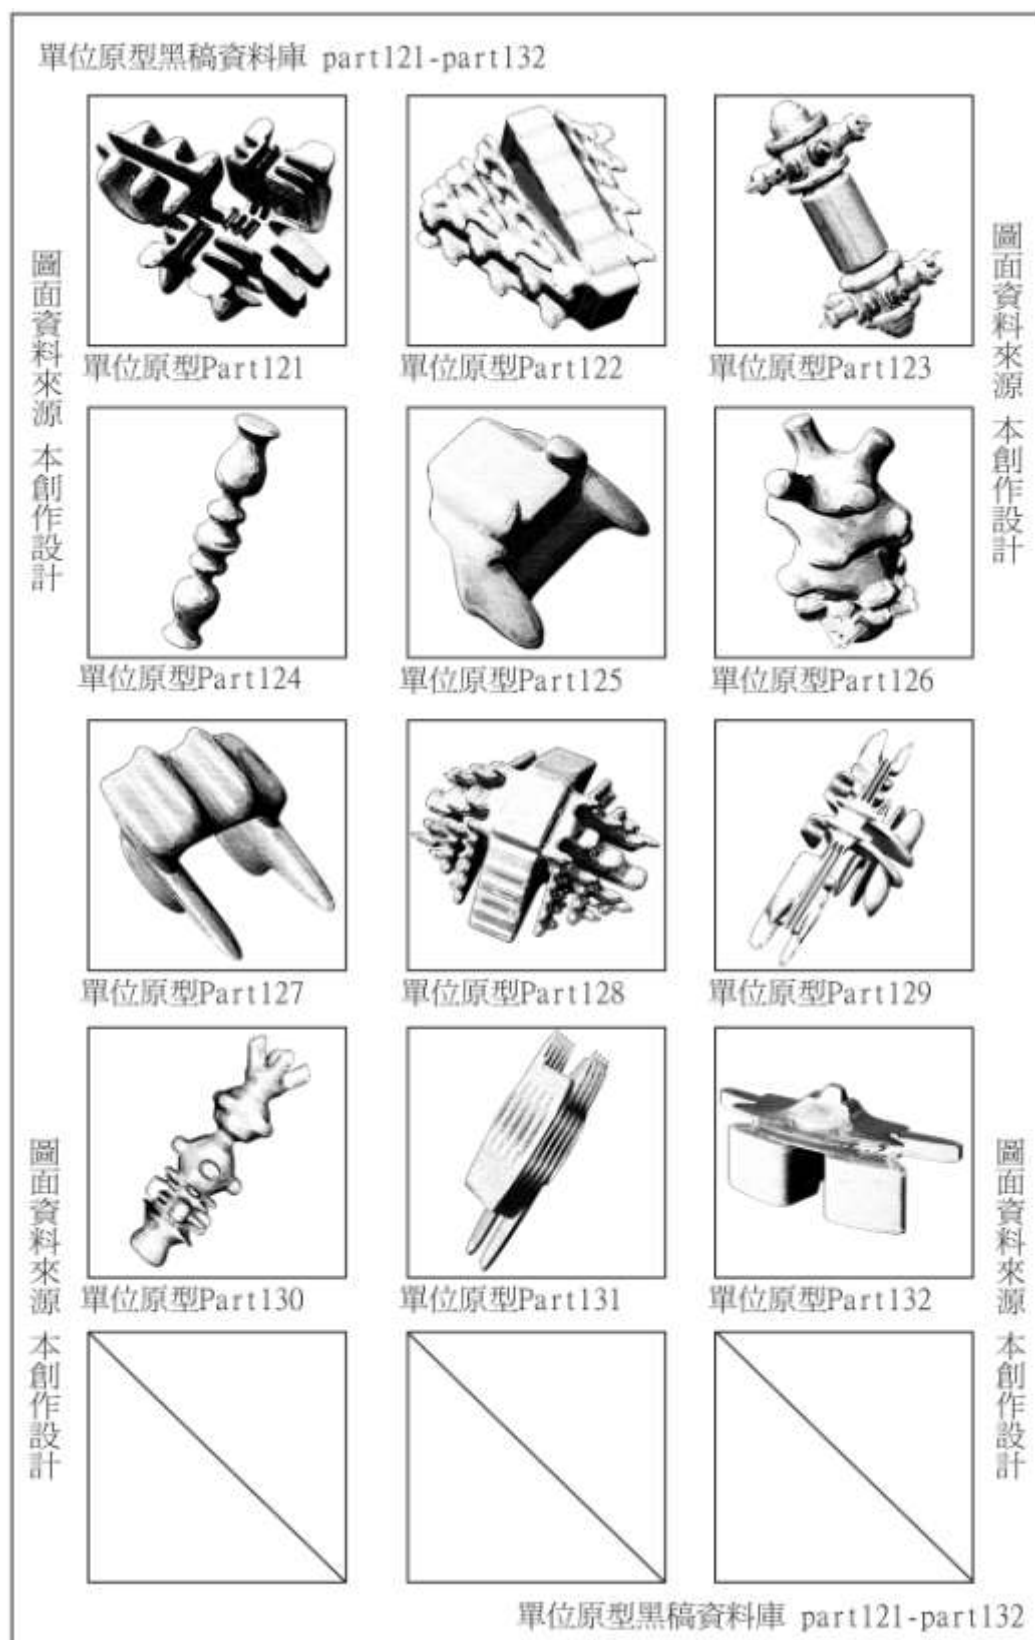 單位原型黑稿資料庫 part121-part132
單位原型Part121
單位原型Part122
單位原型Part123
圖面資料來源 本創作設計
圖面資料來源 本創作設計
單位原型Part124
單位原型Part125
單位原型Part126
單位原型Part127
單位原型Part128
單位原型Part129
單位原型Part130
單位原型Part131
單位原型Part132
圖面資料來源 本創作設計
圖面資料來源 本創作設計
單位原型黑稿資料庫 part121-part132